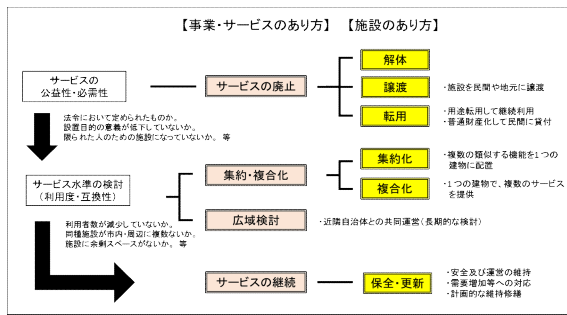 【事業・サービスのあり方】 【施設のあり方】
サービスの
公益性・必需性
サービスの廃止
解体
譲渡
・施設を民間や地元に譲渡
転用
・用途転用して継続利用
・普通財産化して民間に貸付
法令において定められたものか。
設置目的の意義が低下していないか。
限られた人のための施設になっていないか。 等
サービス水準の検討
(利用度・互換性)
集約・複合化
集約化
・複数の類似する機能を1つの
建物に配置
複合化
・1つの建物で、複数のサービス
を提供
広域検討
・近隣自治体との共同運営(長期的な検討)
利用者数が減少していないか。
同種施設が市内・周辺に複数ないか。
施設に余剰スペースがないか。 等
サービスの継続
保全・更新
・安全及び運営の維持
・需要増加等への対応
・計画的な維持修繕